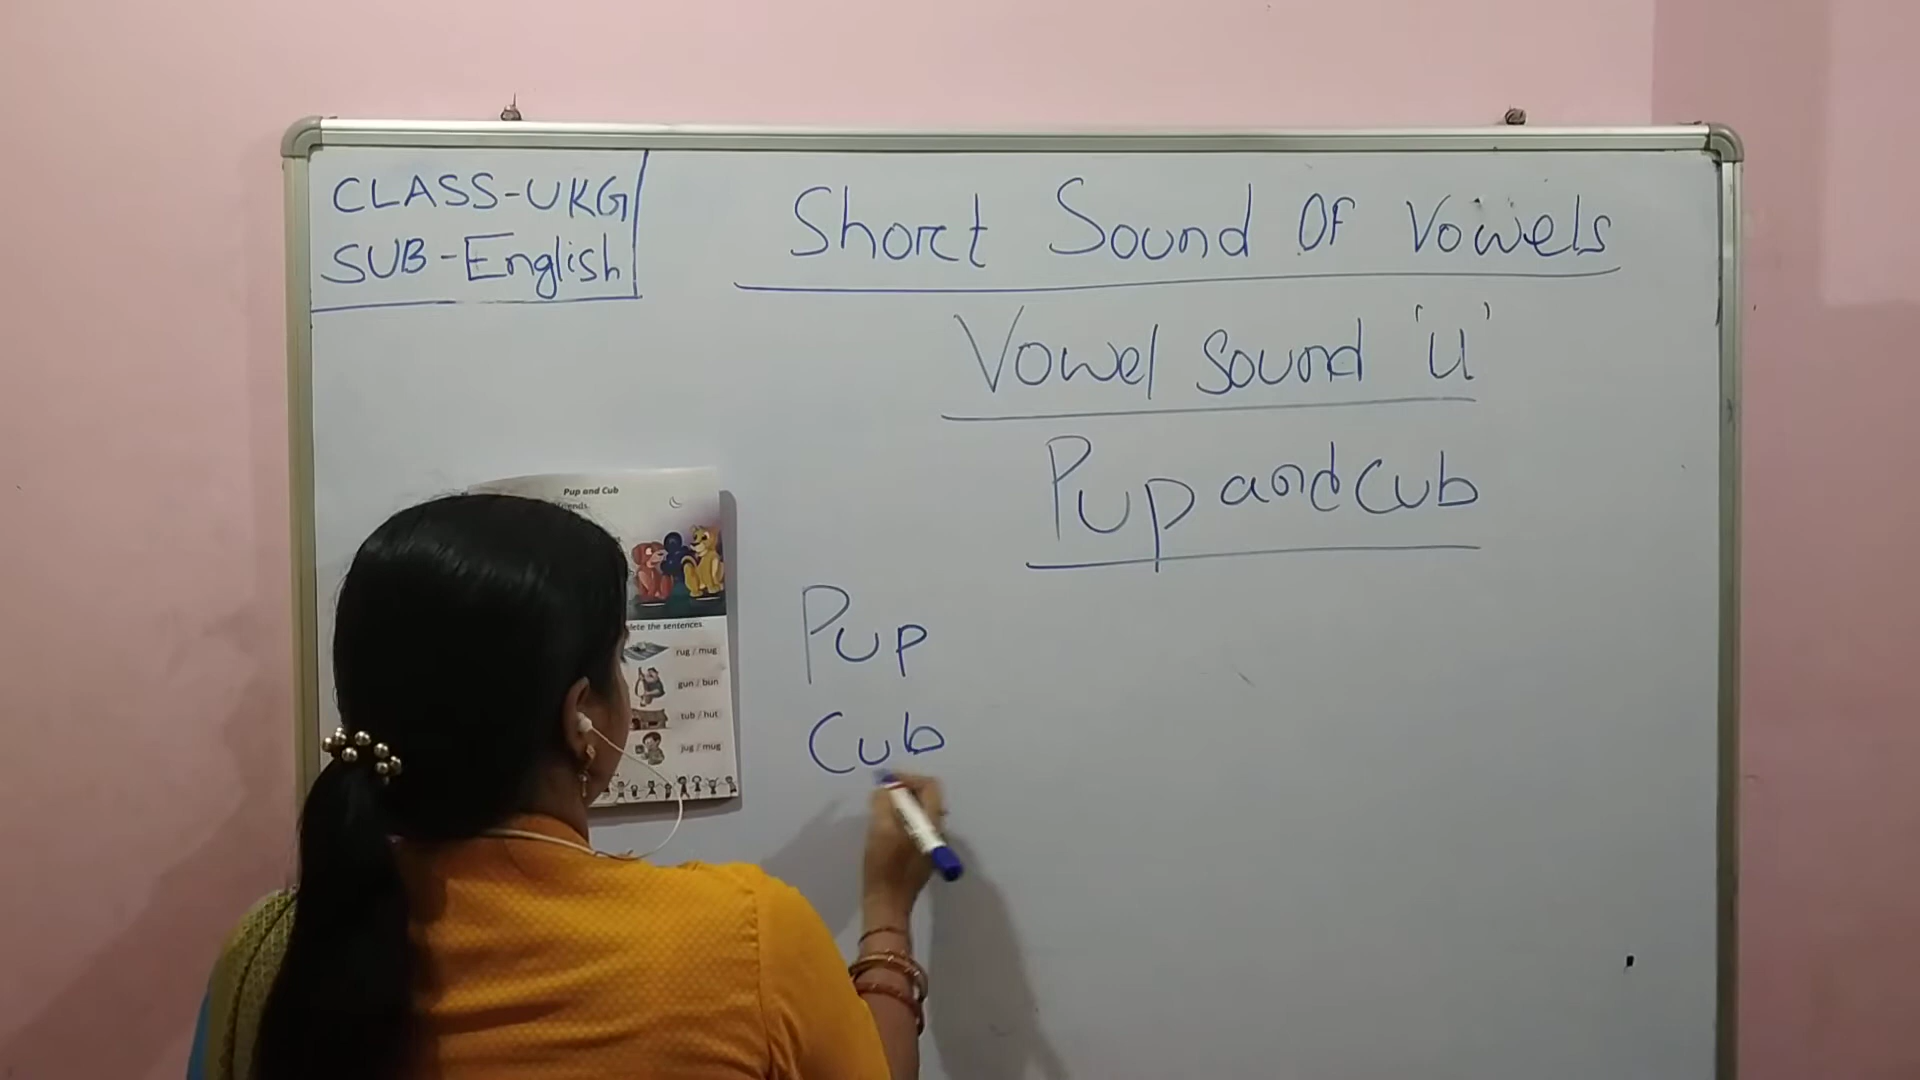 CLASS-UKG
SUB-English
Short Sound OF Vowels
Vowel Sound 'U'
Pup and Cub
Pup and Cub
rug / mug
gun / bun
tub / hut
jug / mug
the sentences
Pup
Cub